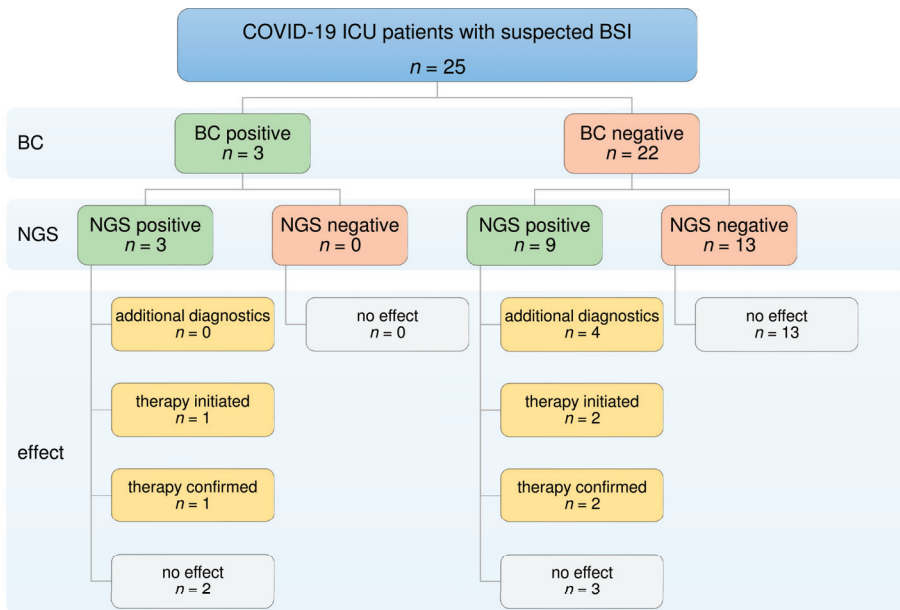 COVID-19 ICU patients with suspected BSI
n = 25
BC
BC positive
n = 3
BC negative
n = 22
NGS
NGS positive
n = 3
NGS negative
n = 0
NGS positive
n = 9
NGS negative
n = 13
effect
additional diagnostics
n = 0
no effect
n = 0
additional diagnostics
n = 4
no effect
n = 13
therapy initiated
n = 1
therapy initiated
n = 2
therapy confirmed
n = 1
therapy confirmed
n = 2
no effect
n = 2
no effect
n = 3